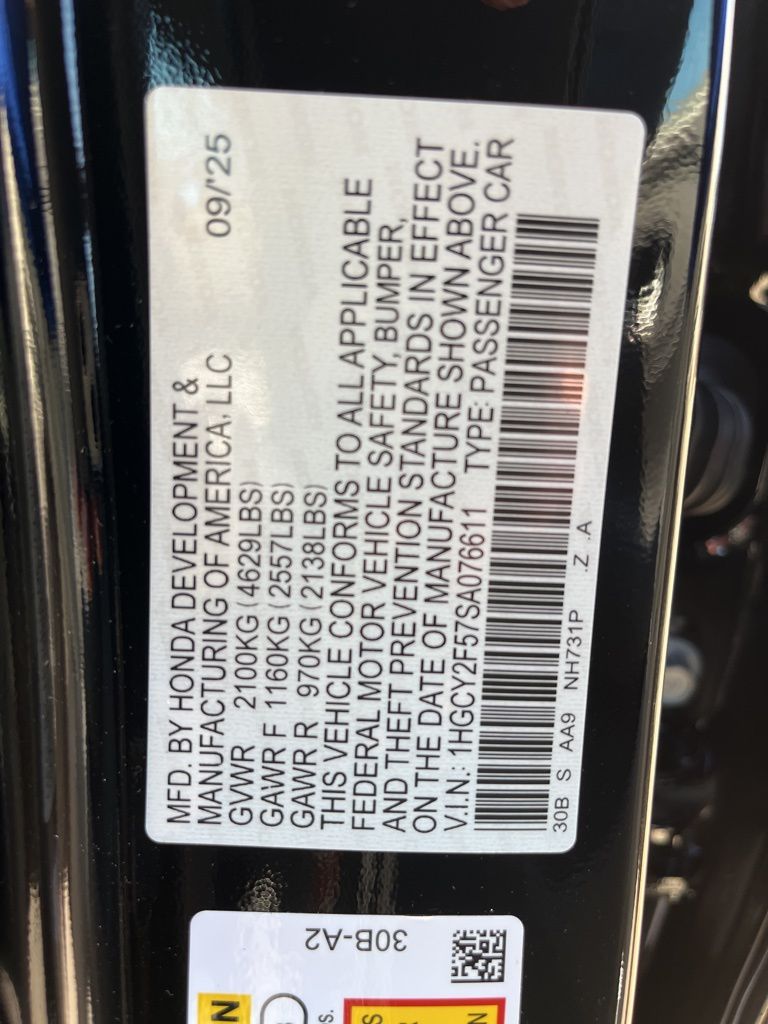 MFD. BY HONDA DEVELOPMENT &
MANUFACTURING OF AMERICA, LLC 09/'25
GVWR 2100KG (4629LBS)
GAWR F 1160KG (2557LBS)
GAWR R 970KG (2138LBS)
THIS VEHICLE CONFORMS TO ALL APPLICABLE
FEDERAL MOTOR VEHICLE SAFETY, BUMPER,
AND THEFT PREVENTION STANDARDS IN EFFECT
ON THE DATE OF MANUFACTURE SHOWN ABOVE.
V.I.N.: 1HGCY2F57SA076611 TYPE: PASSENGER CAR
30B S AA9 NH731P .Z .A
30B-A2